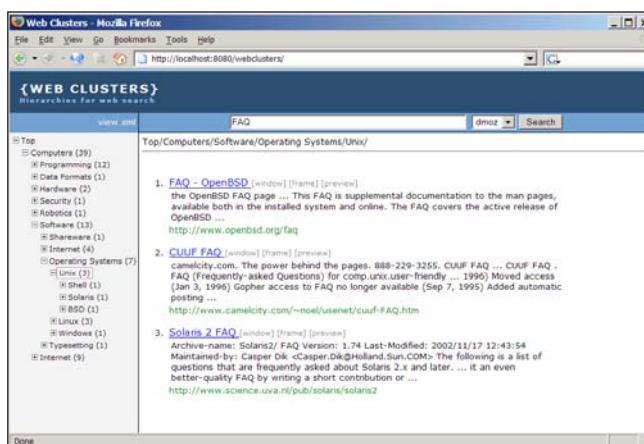 Web Clusters - Mozilla Firefox
File Edit View Go Bookmarks Tools Help
http://localhost:8080/webclusters/
{WEB CLUSTERS}
Hierarchies for web search
view xml
FAQ
dmoz
Search
Top
Computers (39)
Programming (12)
Data Formats (1)
Hardware (2)
Security (1)
Robotics (1)
Software (13)
Shareware (1)
Internet (4)
Operating Systems (7)
Unix (3)
Shell (1)
Solaris (1)
BSD (1)
Linux (3)
Windows (1)
Typesetting (1)
Internet (9)
Top/Computers/Software/Operating Systems/Unix/
1. FAQ - OpenBSD [window] [frame] [preview]
the OpenBSD FAQ page ... This FAQ is supplemental documentation to the man pages,
available both in the installed system and online. The FAQ covers the active release of
OpenBSD ...
http://www.openbsd.org/faq
2. CUUF FAQ [window] [frame] [preview]
camelcity.com. The power behind the pages. 888-229-3255. CUUF FAQ ... CUUF FAQ .
FAQ (Frequently-asked Questions) for comp.unix.user-friendly ... 1996) Moved access
(Jan 3, 1996) Gopher access to FAQ no longer available (Sep 7, 1995) Added automatic
posting ...
http://www.camelcity.com/~noel/usenet/cuuf-FAQ.htm
3. Solaris 2 FAQ [window] [frame] [preview]
Archive-name: Solaris2/ FAQ Version: 1.74 Last-Modified: 2002/11/17 12:43:54
Maintained-by: Casper Dik <Casper.Dik@Holland.Sun.COM> The following is a list of
questions that are frequently asked about Solaris 2.x and later. ... it an even
better-quality FAQ by writing a short contribution or ...
http://www.science.uva.nl/pub/solaris/solaris2
Done